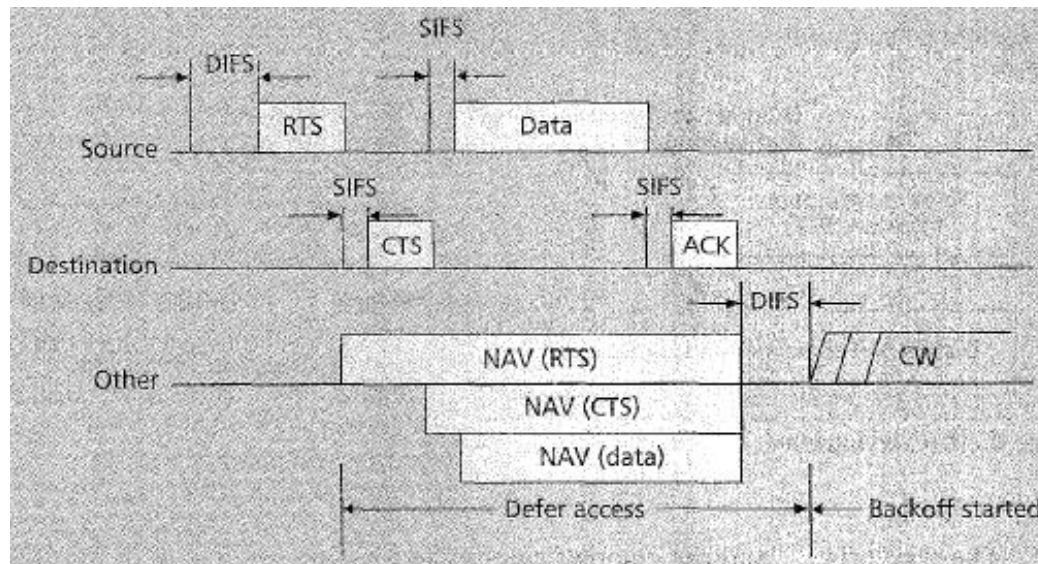 SIFS
DIFS
RTS
Data
Source
SIFS
SIFS
CTS
ACK
Destination
DIFS
NAV (RTS)
CW
Other
NAV (CTS)
NAV (data)
Defer access
Backoff started